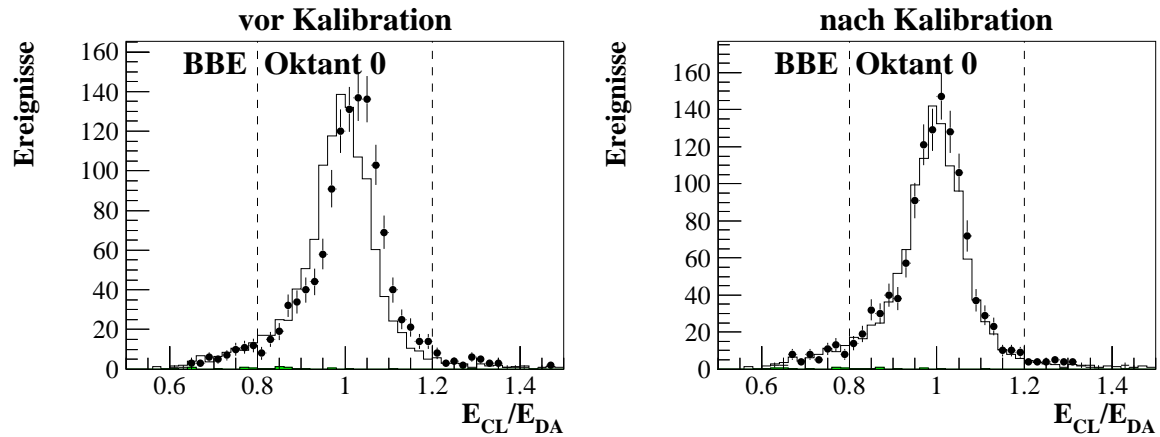 vor Kalibration
Ereignisse
160
140
120
100
80
60
40
20
0
BBE Oktant 0
0.6 0.8 1 1.2 1.4
E_CL/E_DA
nach Kalibration
Ereignisse
160
140
120
100
80
60
40
20
0
BBE Oktant 0
0.6 0.8 1 1.2 1.4
E_CL/E_DA